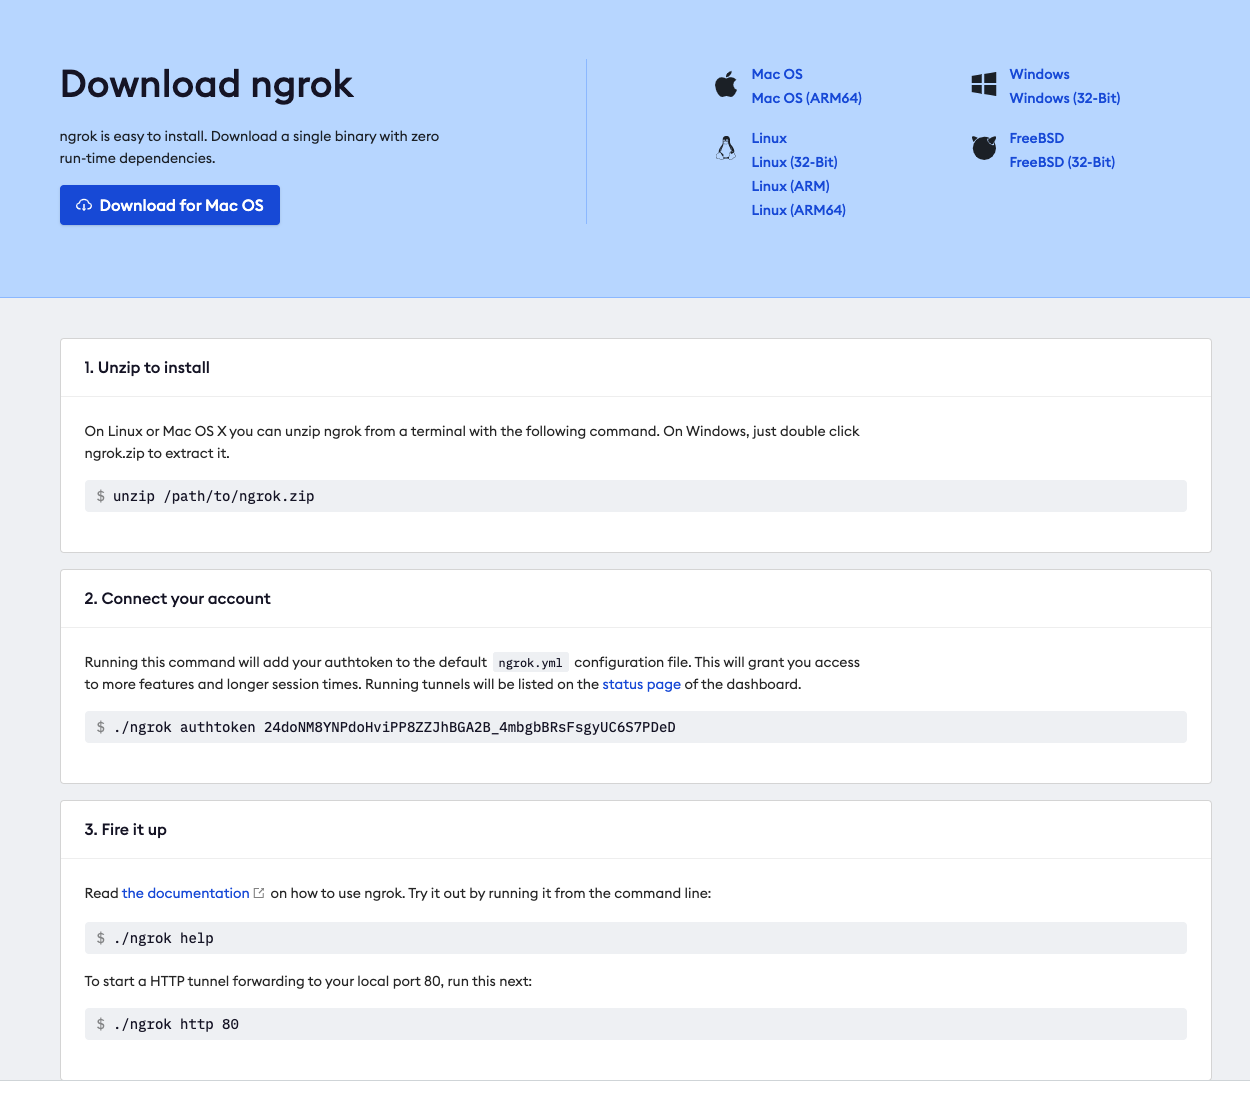 Download ngrok
ngrok is easy to install. Download a single binary with zero
run-time dependencies.
Download for Mac OS
Mac OS
Mac OS (ARM64)
Linux
Linux (32-Bit)
Linux (ARM)
Linux (ARM64)
Windows
Windows (32-Bit)
FreeBSD
FreeBSD (32-Bit)
1. Unzip to install
On Linux or Mac OS X you can unzip ngrok from a terminal with the following command. On Windows, just double click
ngrok.zip to extract it.
$ unzip /path/to/ngrok.zip
2. Connect your account
Running this command will add your authtoken to the default ngrok.yml configuration file. This will grant you access
to more features and longer session times. Running tunnels will be listed on the status page of the dashboard.
$ ./ngrok authtoken 24doNM8YNPdoHviPP8ZZJhBGA2B_4mbgbBRsFsgyUC6S7PDeD
3. Fire it up
Read the documentation on how to use ngrok. Try it out by running it from the command line:
$ ./ngrok help
To start a HTTP tunnel forwarding to your local port 80, run this next:
$ ./ngrok http 80